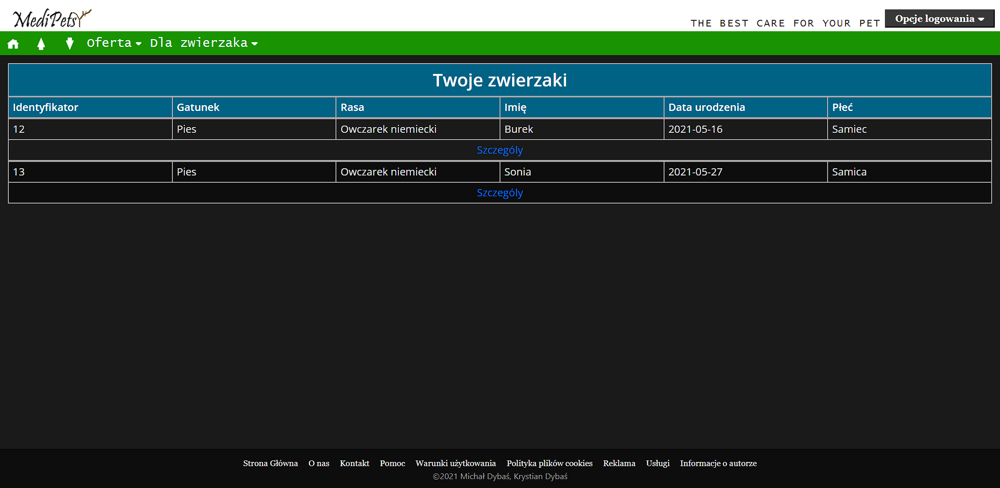 MediPets
THE BEST CARE FOR YOUR PET
Opcje logowania
Oferta Dla zwierzaka
Twoje zwierzaki
Identyfikator Gatunek Rasa Imię Data urodzenia Płeć
12 Pies Owczarek niemiecki Burek 2021-05-16 Samiec
Szczegóły
13 Pies Owczarek niemiecki Sonia 2021-05-27 Samica
Szczegóły
Strona Główna O nas Kontakt Pomoc Warunki użytkowania Polityka plików cookies Reklama Usługi Informacje o autorze
©2021 Michał Dybaś, Krystian Dybaś